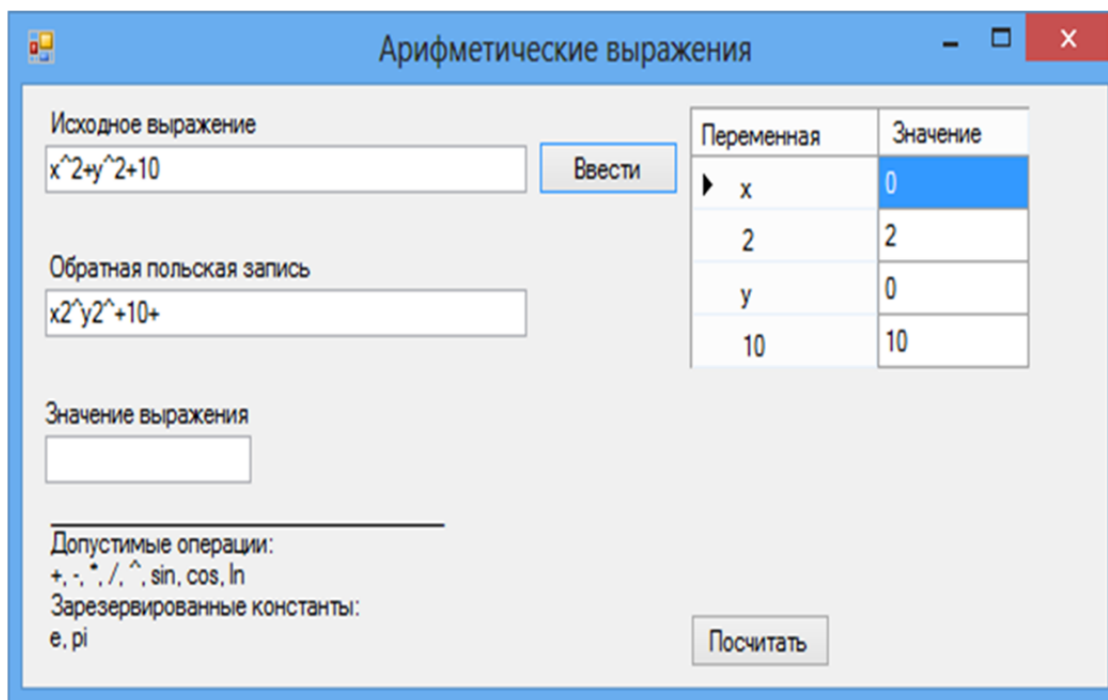 Арифметические выражения
Исходное выражение
x^2+y^2+10
Ввести
Обратная польская запись
x2^y2^+10+
Значение выражения
Допустимые операции:
+, -, *, /, ^, sin, cos, ln
Зарезервированные константы:
e, pi
Переменная Значение
x 0
2 2
y 0
10 10
Посчитать